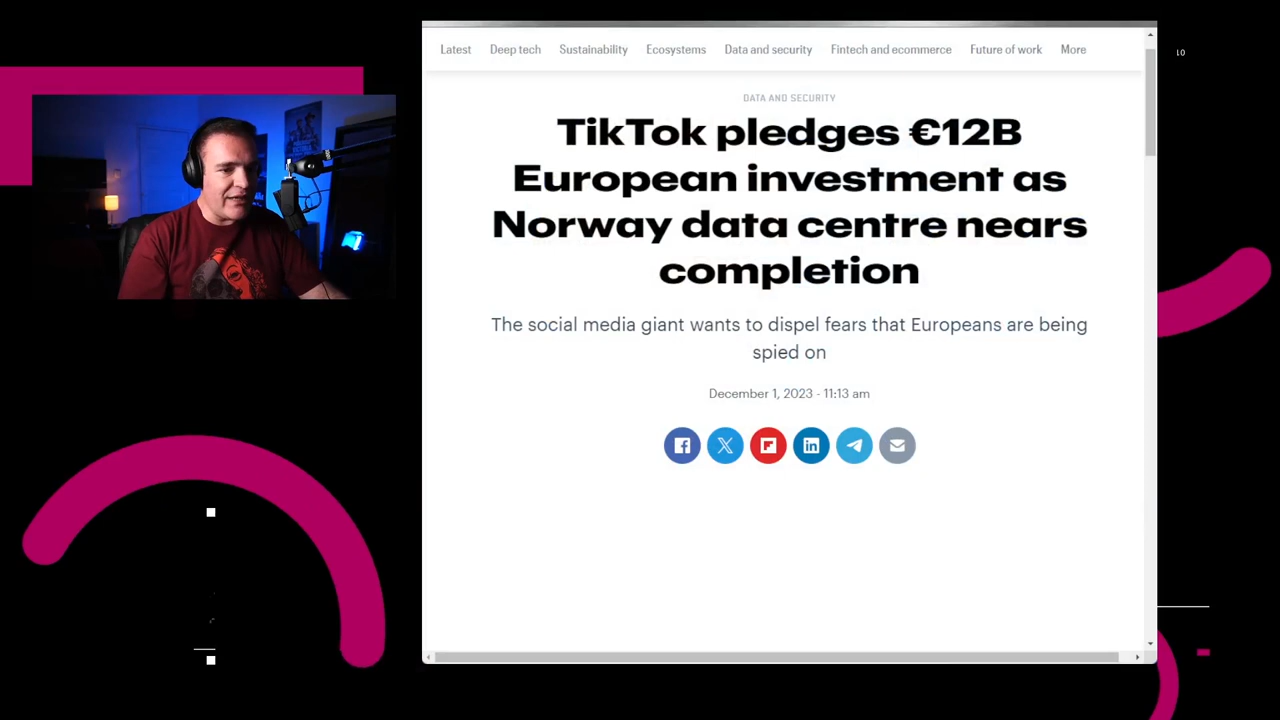 Latest Deep tech Sustainability Ecosystems Data and security Fintech and ecommerce Future of work More
DATA AND SECURITY
TikTok pledges €12B
European investment as
Norway data centre nears
completion
The social media giant wants to dispel fears that Europeans are being
spied on
December 1, 2023 - 11:13 am